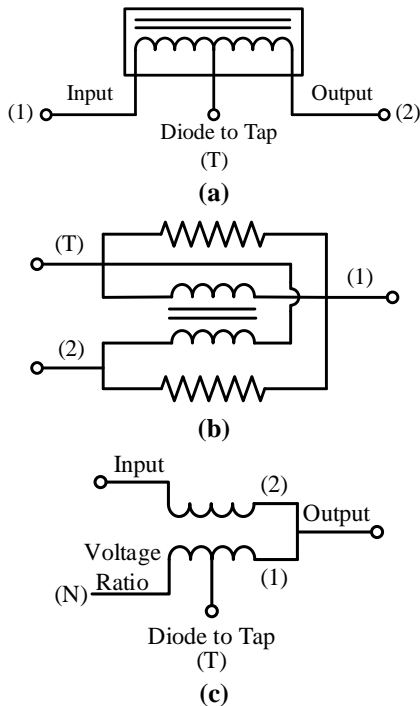 Input Output
(1) (2)
Diode to Tap
(T)
(a)
(T)
(1)
(2)
(b)
Input
(2)
Output
Voltage
Ratio
(N)
(1)
Diode to Tap
(T)
(c)